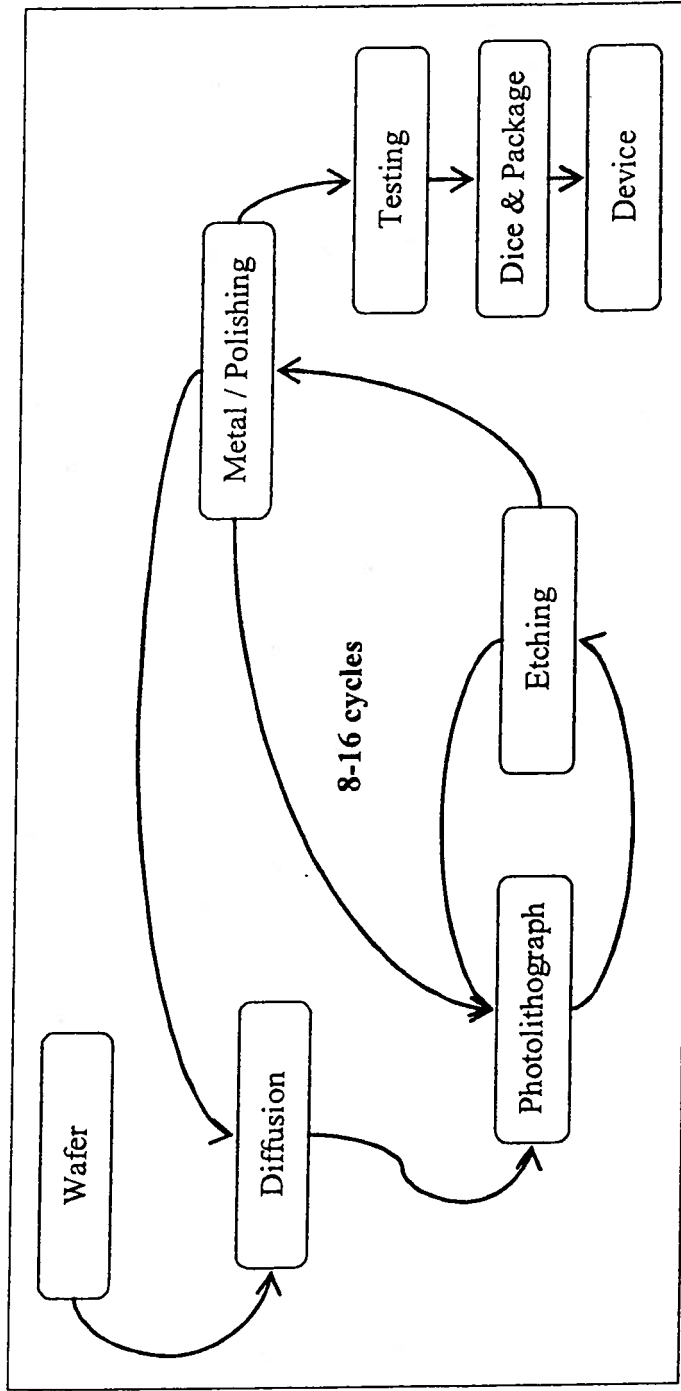 Wafer
Diffusion
Photolithograph
Etching
8-16 cycles
Metal / Polishing
Testing
Dice & Package
Device